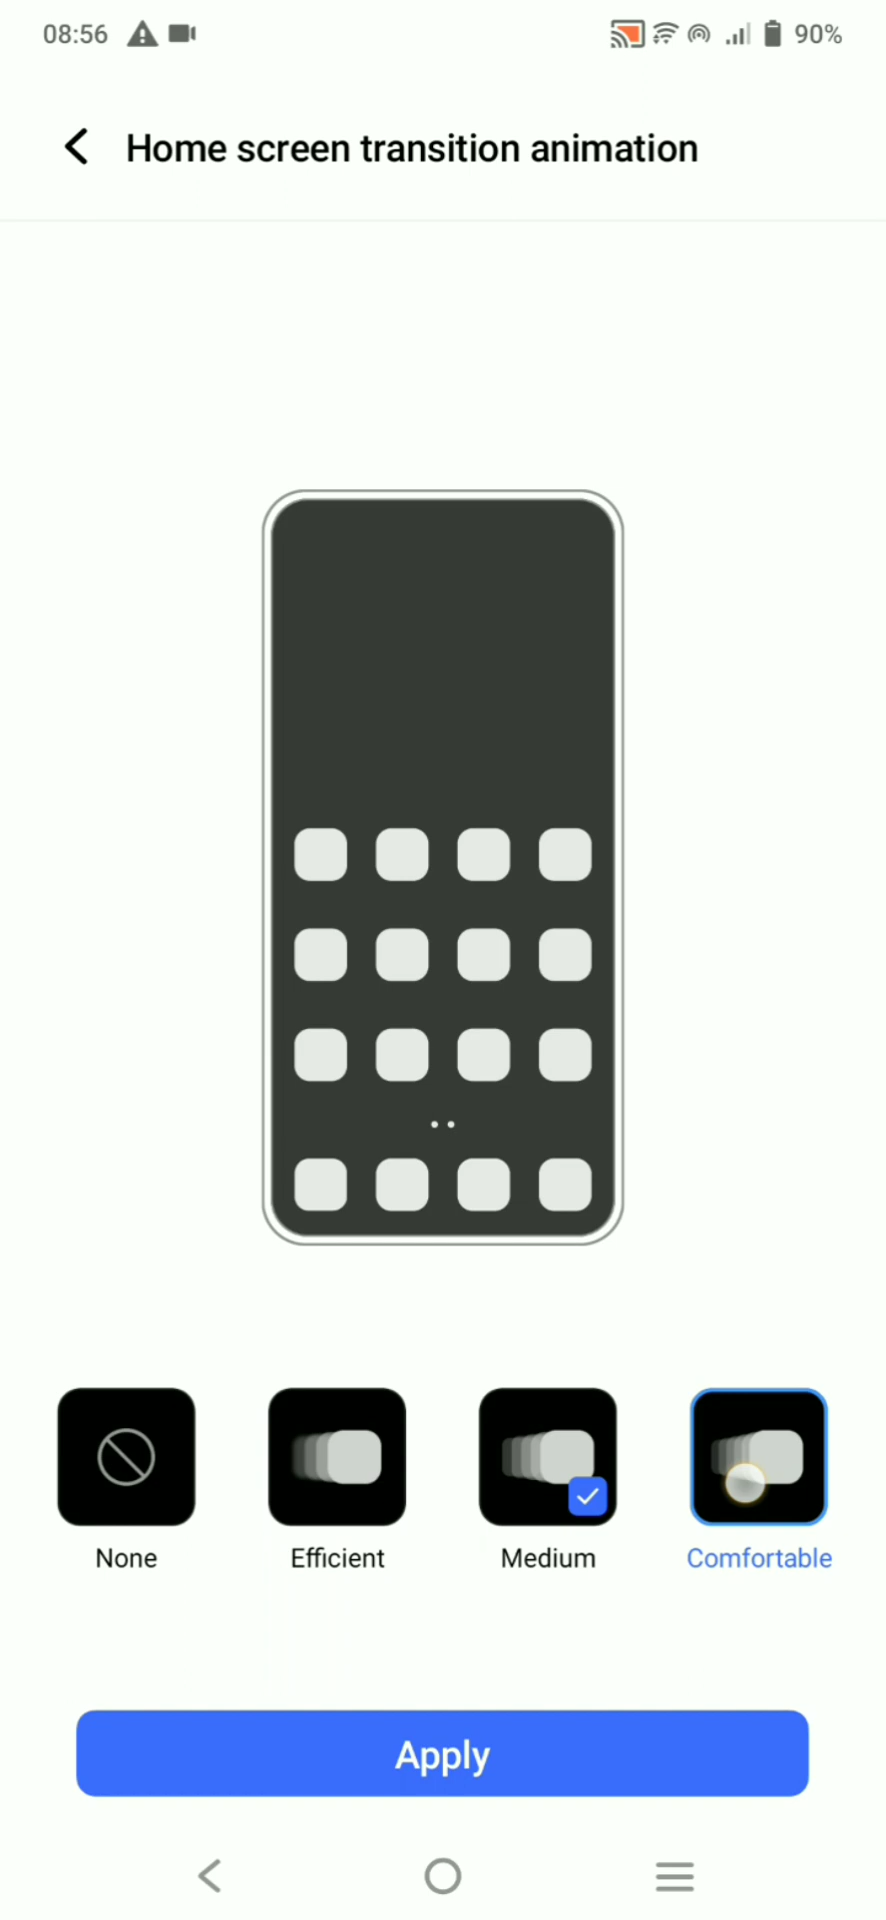 08:56 90%
Home screen transition animation
None Efficient Medium Comfortable
Apply